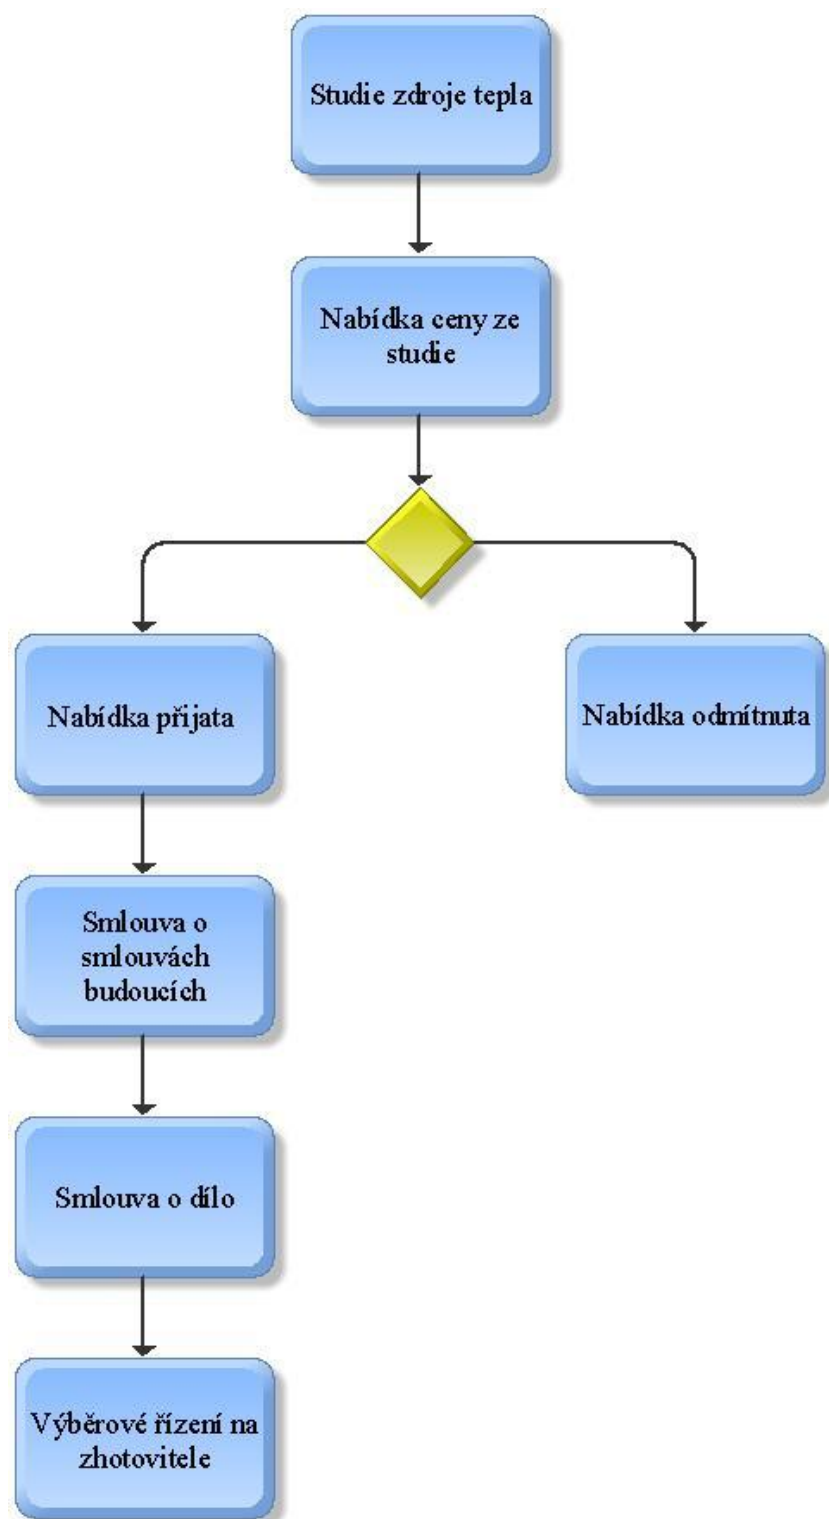 Studie zdroje tepla
Nabídka ceny ze
studie
Nabídka přijata
Nabídka odmítnuta
Smlouva o
smlouvách
budoucích
Smlouva o dílo
Výběrové řízení na
zhotovitele